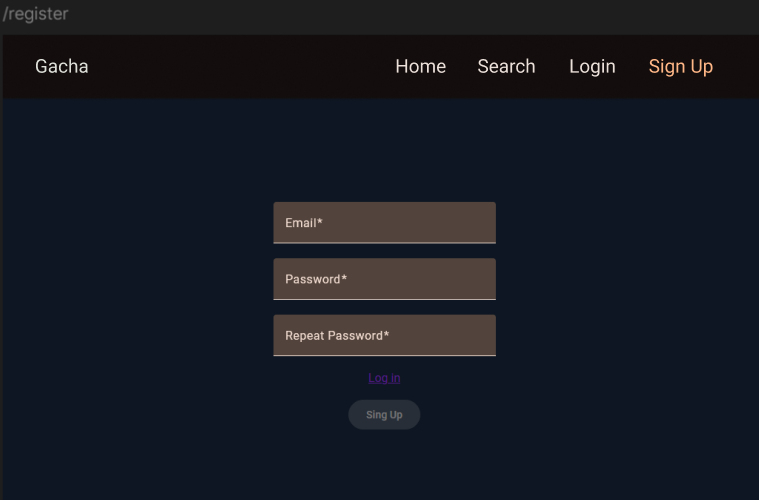 /register
Gacha Home Search Login Sign Up
Email*
Password*
Repeat Password*
Log in
Sing Up